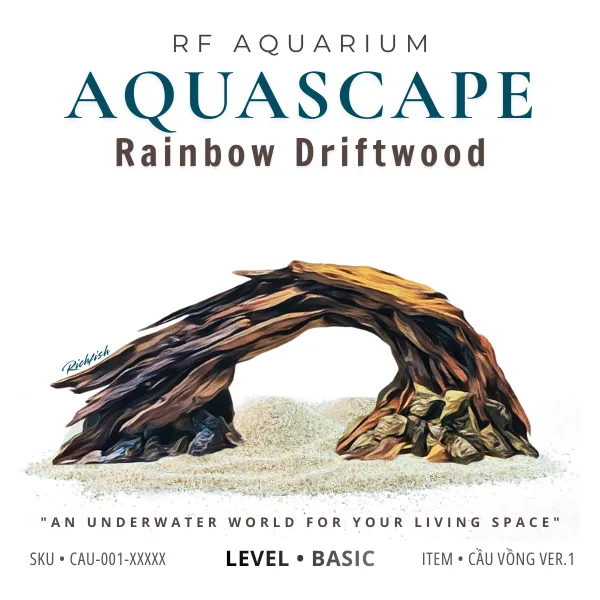 RF AQUARIUM
AQUASCAPE
Rainbow Driftwood
Richfish
"AN UNDERWATER WORLD FOR YOUR LIVING SPACE"
SKU • CAU-001-XXXXX
LEVEL • BASIC
ITEM • CẦU VỒNG VER.1